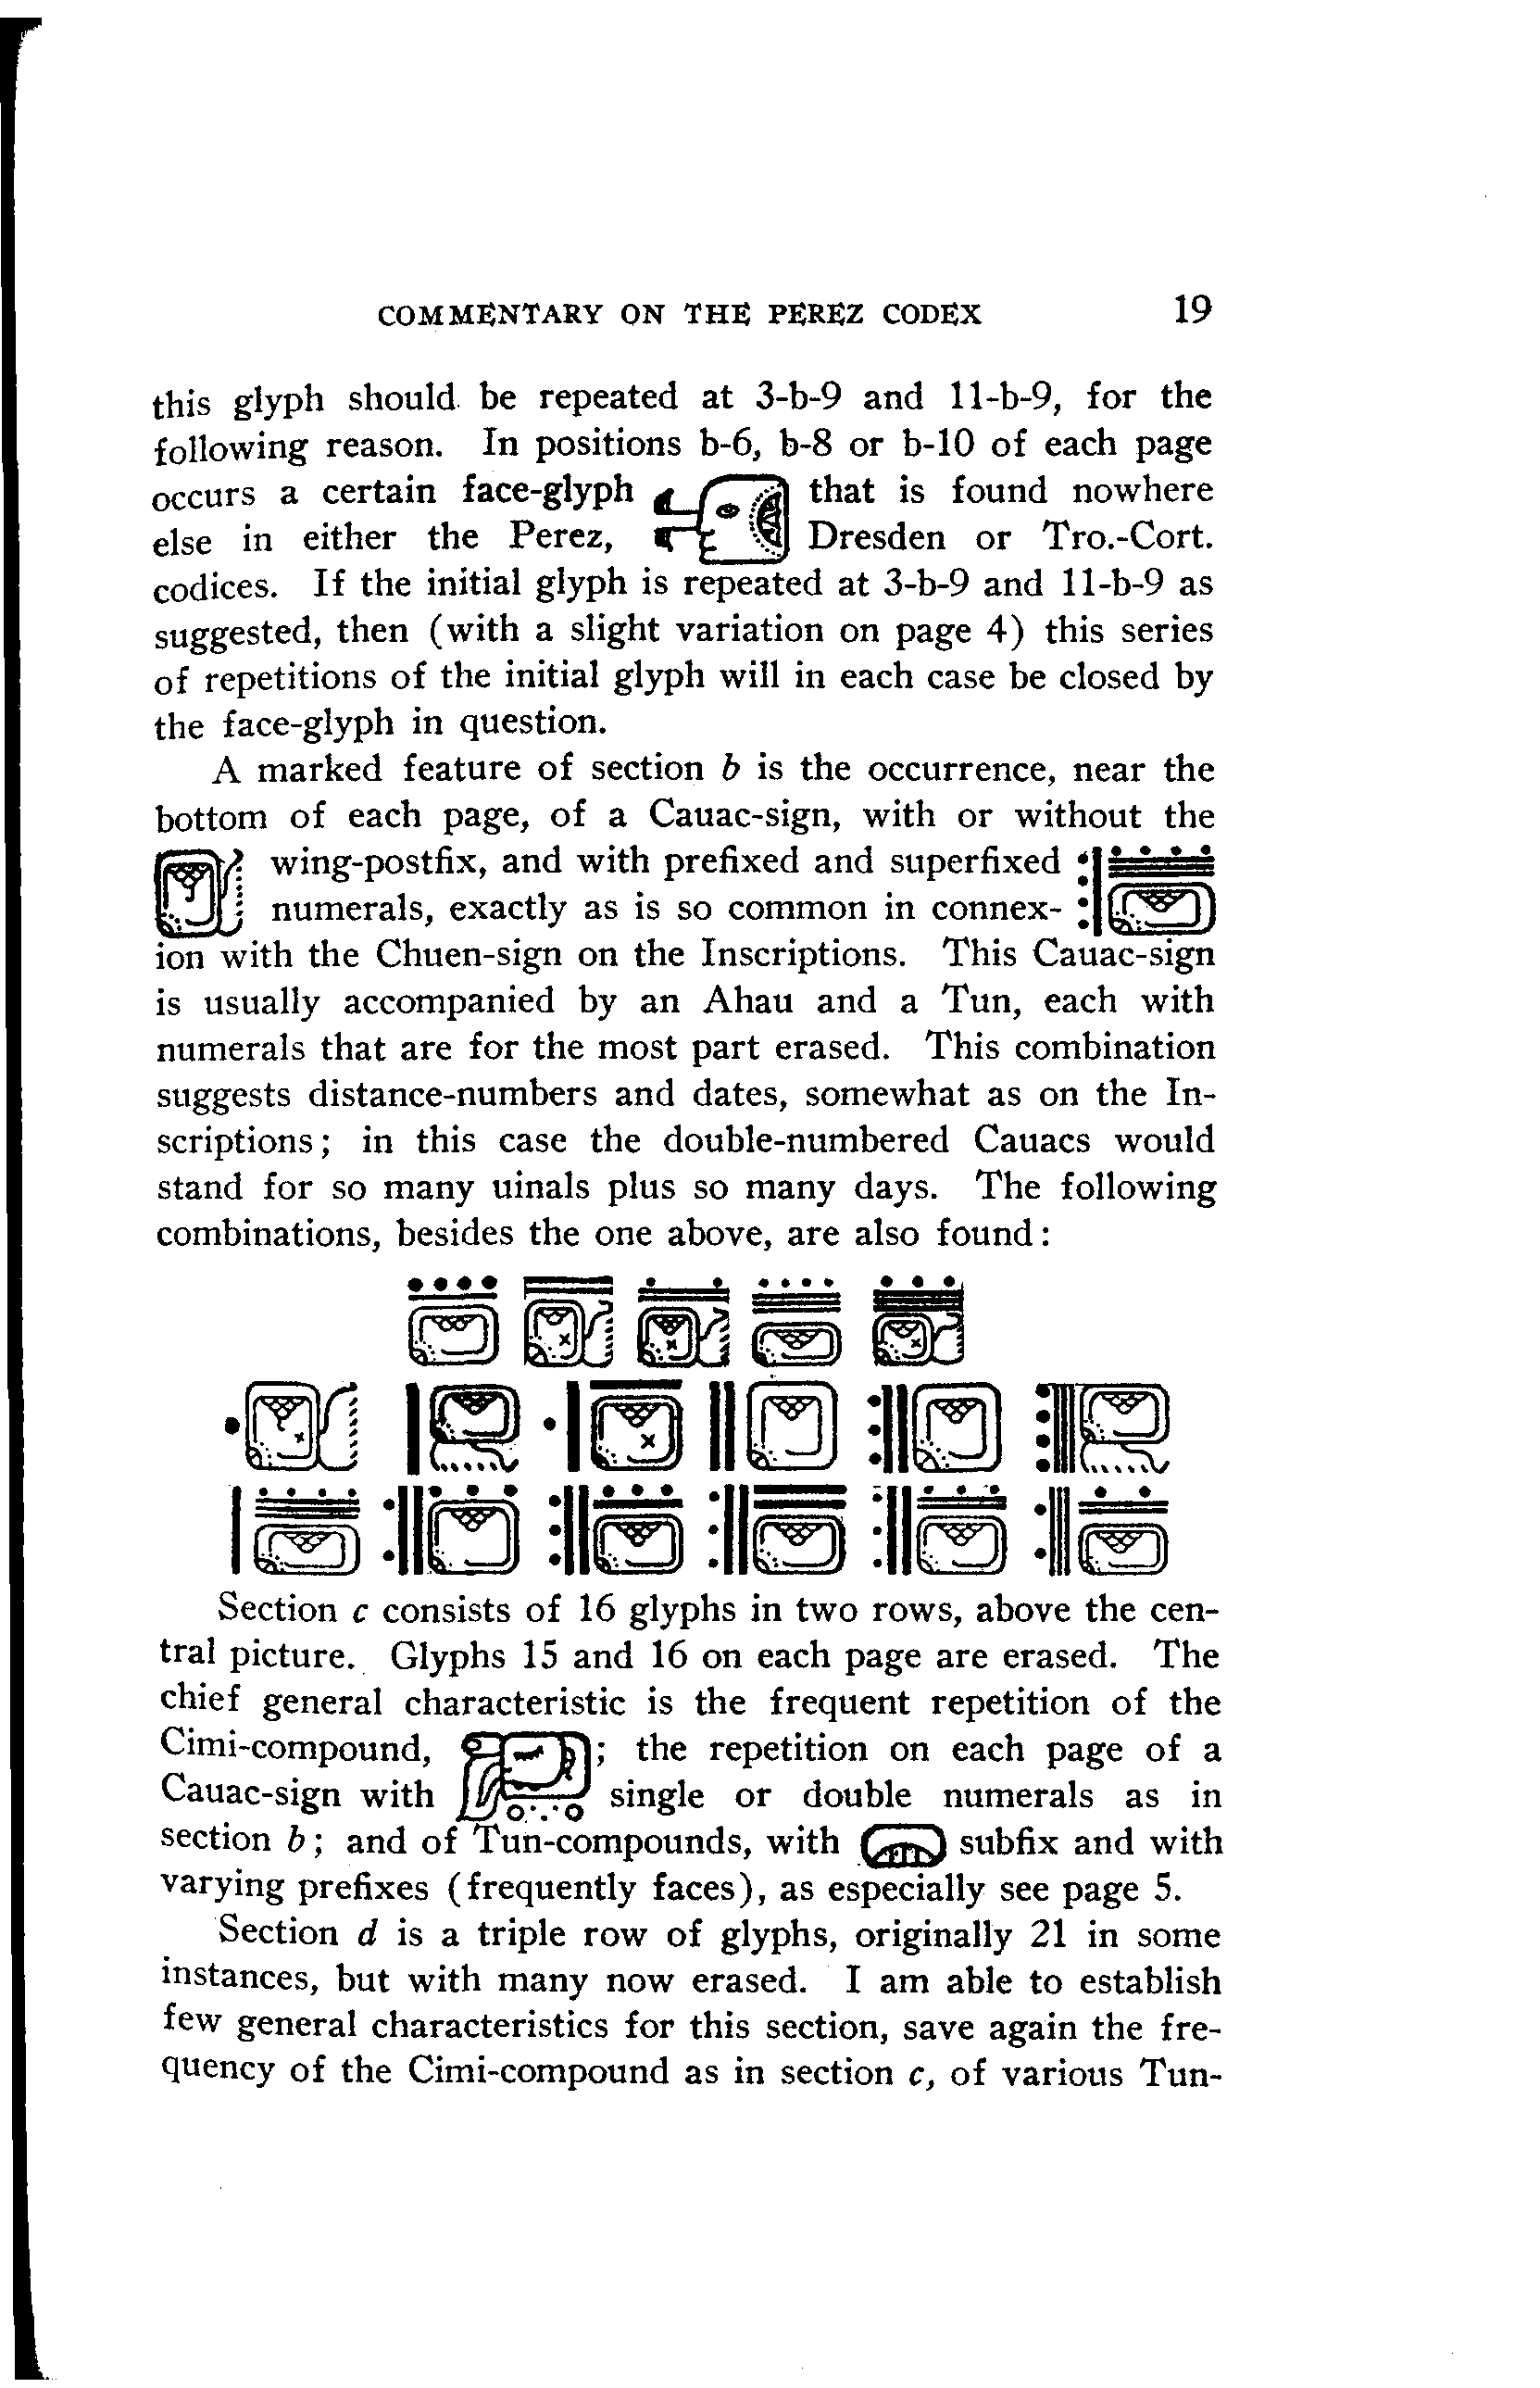 COMMENTARY ON THE PEREZ CODEX 19
this glyph should be repeated at 3-b-9 and 11-b-9, for the
following reason. In positions b-6, b-8 or b-10 of each page
occurs a certain face-glyph that is found nowhere
else in either the Perez, Dresden or Tro.-Cort.
codices. If the initial glyph is repeated at 3-b-9 and 11-b-9 as
suggested, then (with a slight variation on page 4) this series
of repetitions of the initial glyph will in each case be closed by
the face-glyph in question.
A marked feature of section b is the occurrence, near the
bottom of each page, of a Cauac-sign, with or without the
wing-postfix, and with prefixed and superfixed
numerals, exactly as is so common in connex-
ion with the Chuen-sign on the Inscriptions. This Cauac-sign
is usually accompanied by an Ahau and a Tun, each with
numerals that are for the most part erased. This combination
suggests distance-numbers and dates, somewhat as on the In-
scriptions; in this case the double-numbered Cauacs would
stand for so many uinals plus so many days. The following
combinations, besides the one above, are also found:
Section c consists of 16 glyphs in two rows, above the cen-
tral picture. Glyphs 15 and 16 on each page are erased. The
chief general characteristic is the frequent repetition of the
Cimi-compound, ; the repetition on each page of a
Cauac-sign with single or double numerals as in
section b; and of Tun-compounds, with subfix and with
varying prefixes (frequently faces), as especially see page 5.
Section d is a triple row of glyphs, originally 21 in some
instances, but with many now erased. I am able to establish
few general characteristics for this section, save again the fre-
quency of the Cimi-compound as in section c, of various Tun-